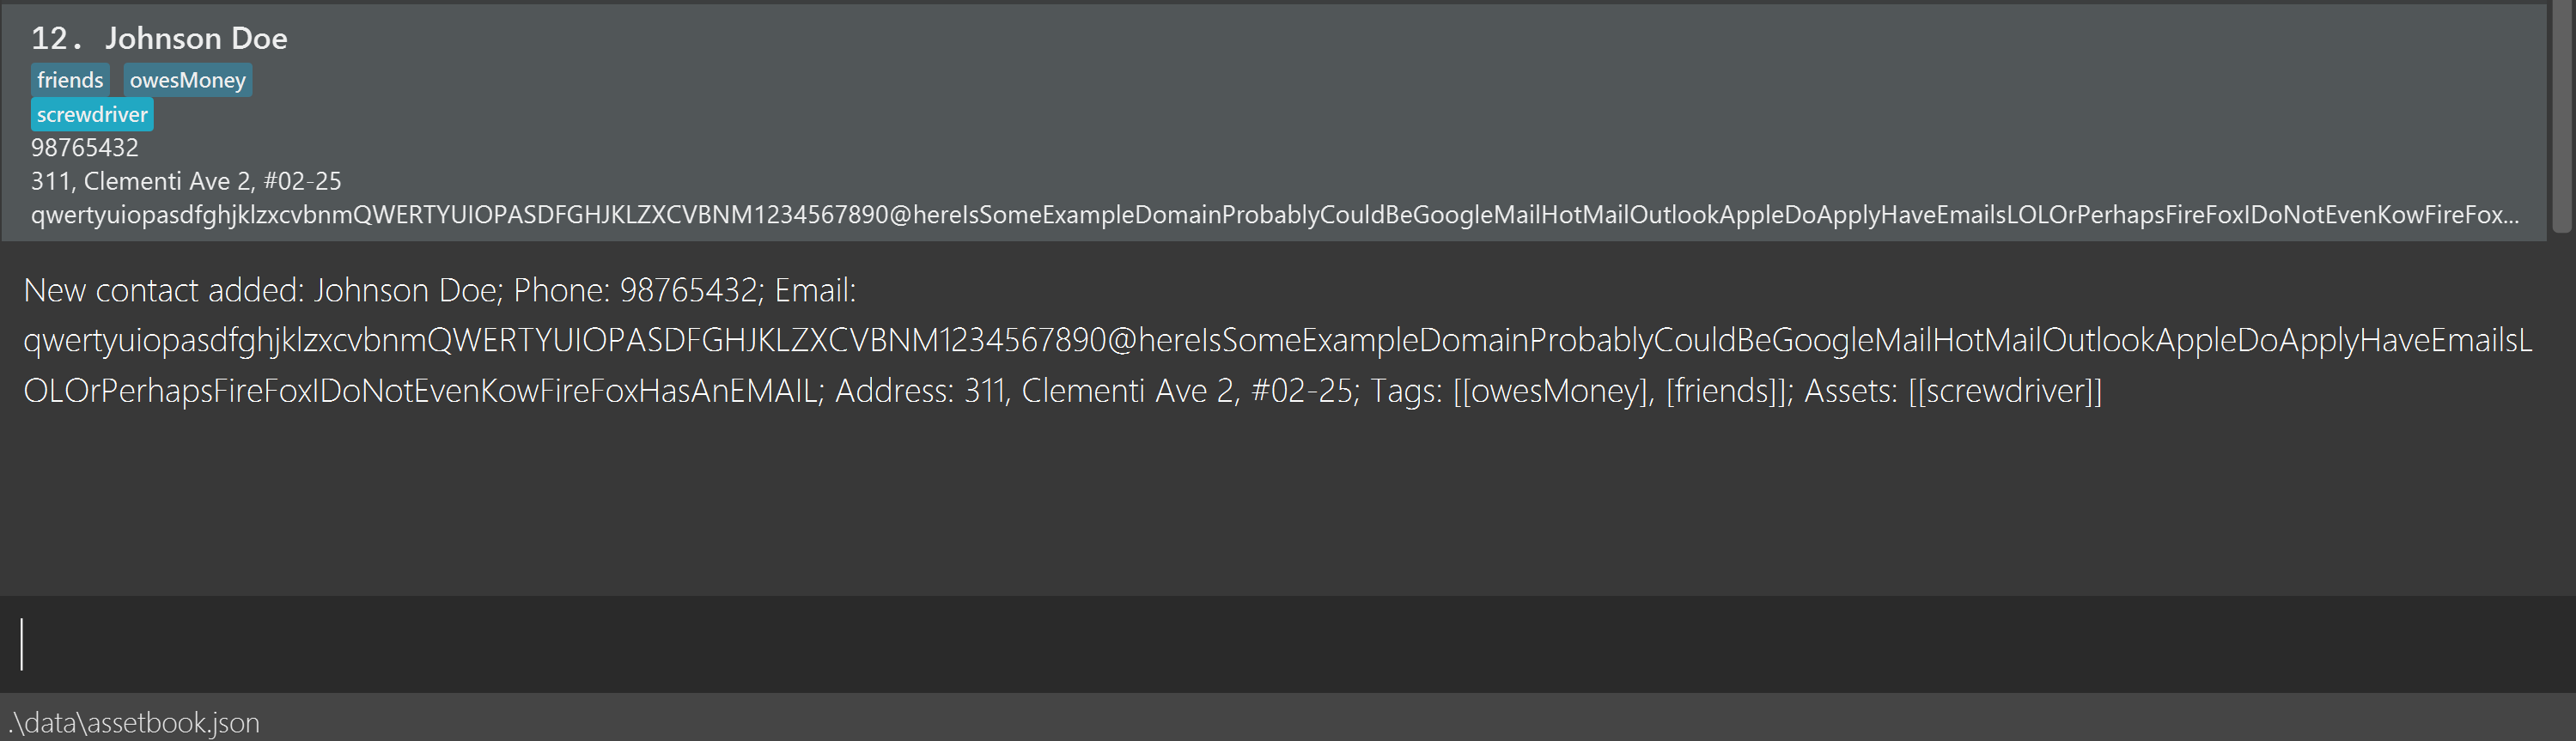 12. Johnson Doe
friends owesMoney
screwdriver
98765432
311, Clementi Ave 2, #02-25
qwertyuiopasdfghjklzxcvbnmQWERTYUIOPASDFGHJKLZXCVBNM1234567890@hereIsSomeExampleDomainProbablyCouldBeGoogleMailHotMailOutlookAppleDoApplyHaveEmailsLOLOrPerhapsFireFoxIDoNotEvenKowFireFox...
New contact added: Johnson Doe; Phone: 98765432; Email:
qwertyuiopasdfghjklzxcvbnmQWERTYUIOPASDFGHJKLZXCVBNM1234567890@hereIsSomeExampleDomainProbablyCouldBeGoogleMailHotMailOutlookAppleDoApplyHaveEmailsL
OLOrPerhapsFireFoxIDoNotEvenKowFireFoxHasAnEMAIL; Address: 311, Clementi Ave 2, #02-25; Tags: [[owesMoney], [friends]]; Assets: [[screwdriver]]
.\data\assetbook.json